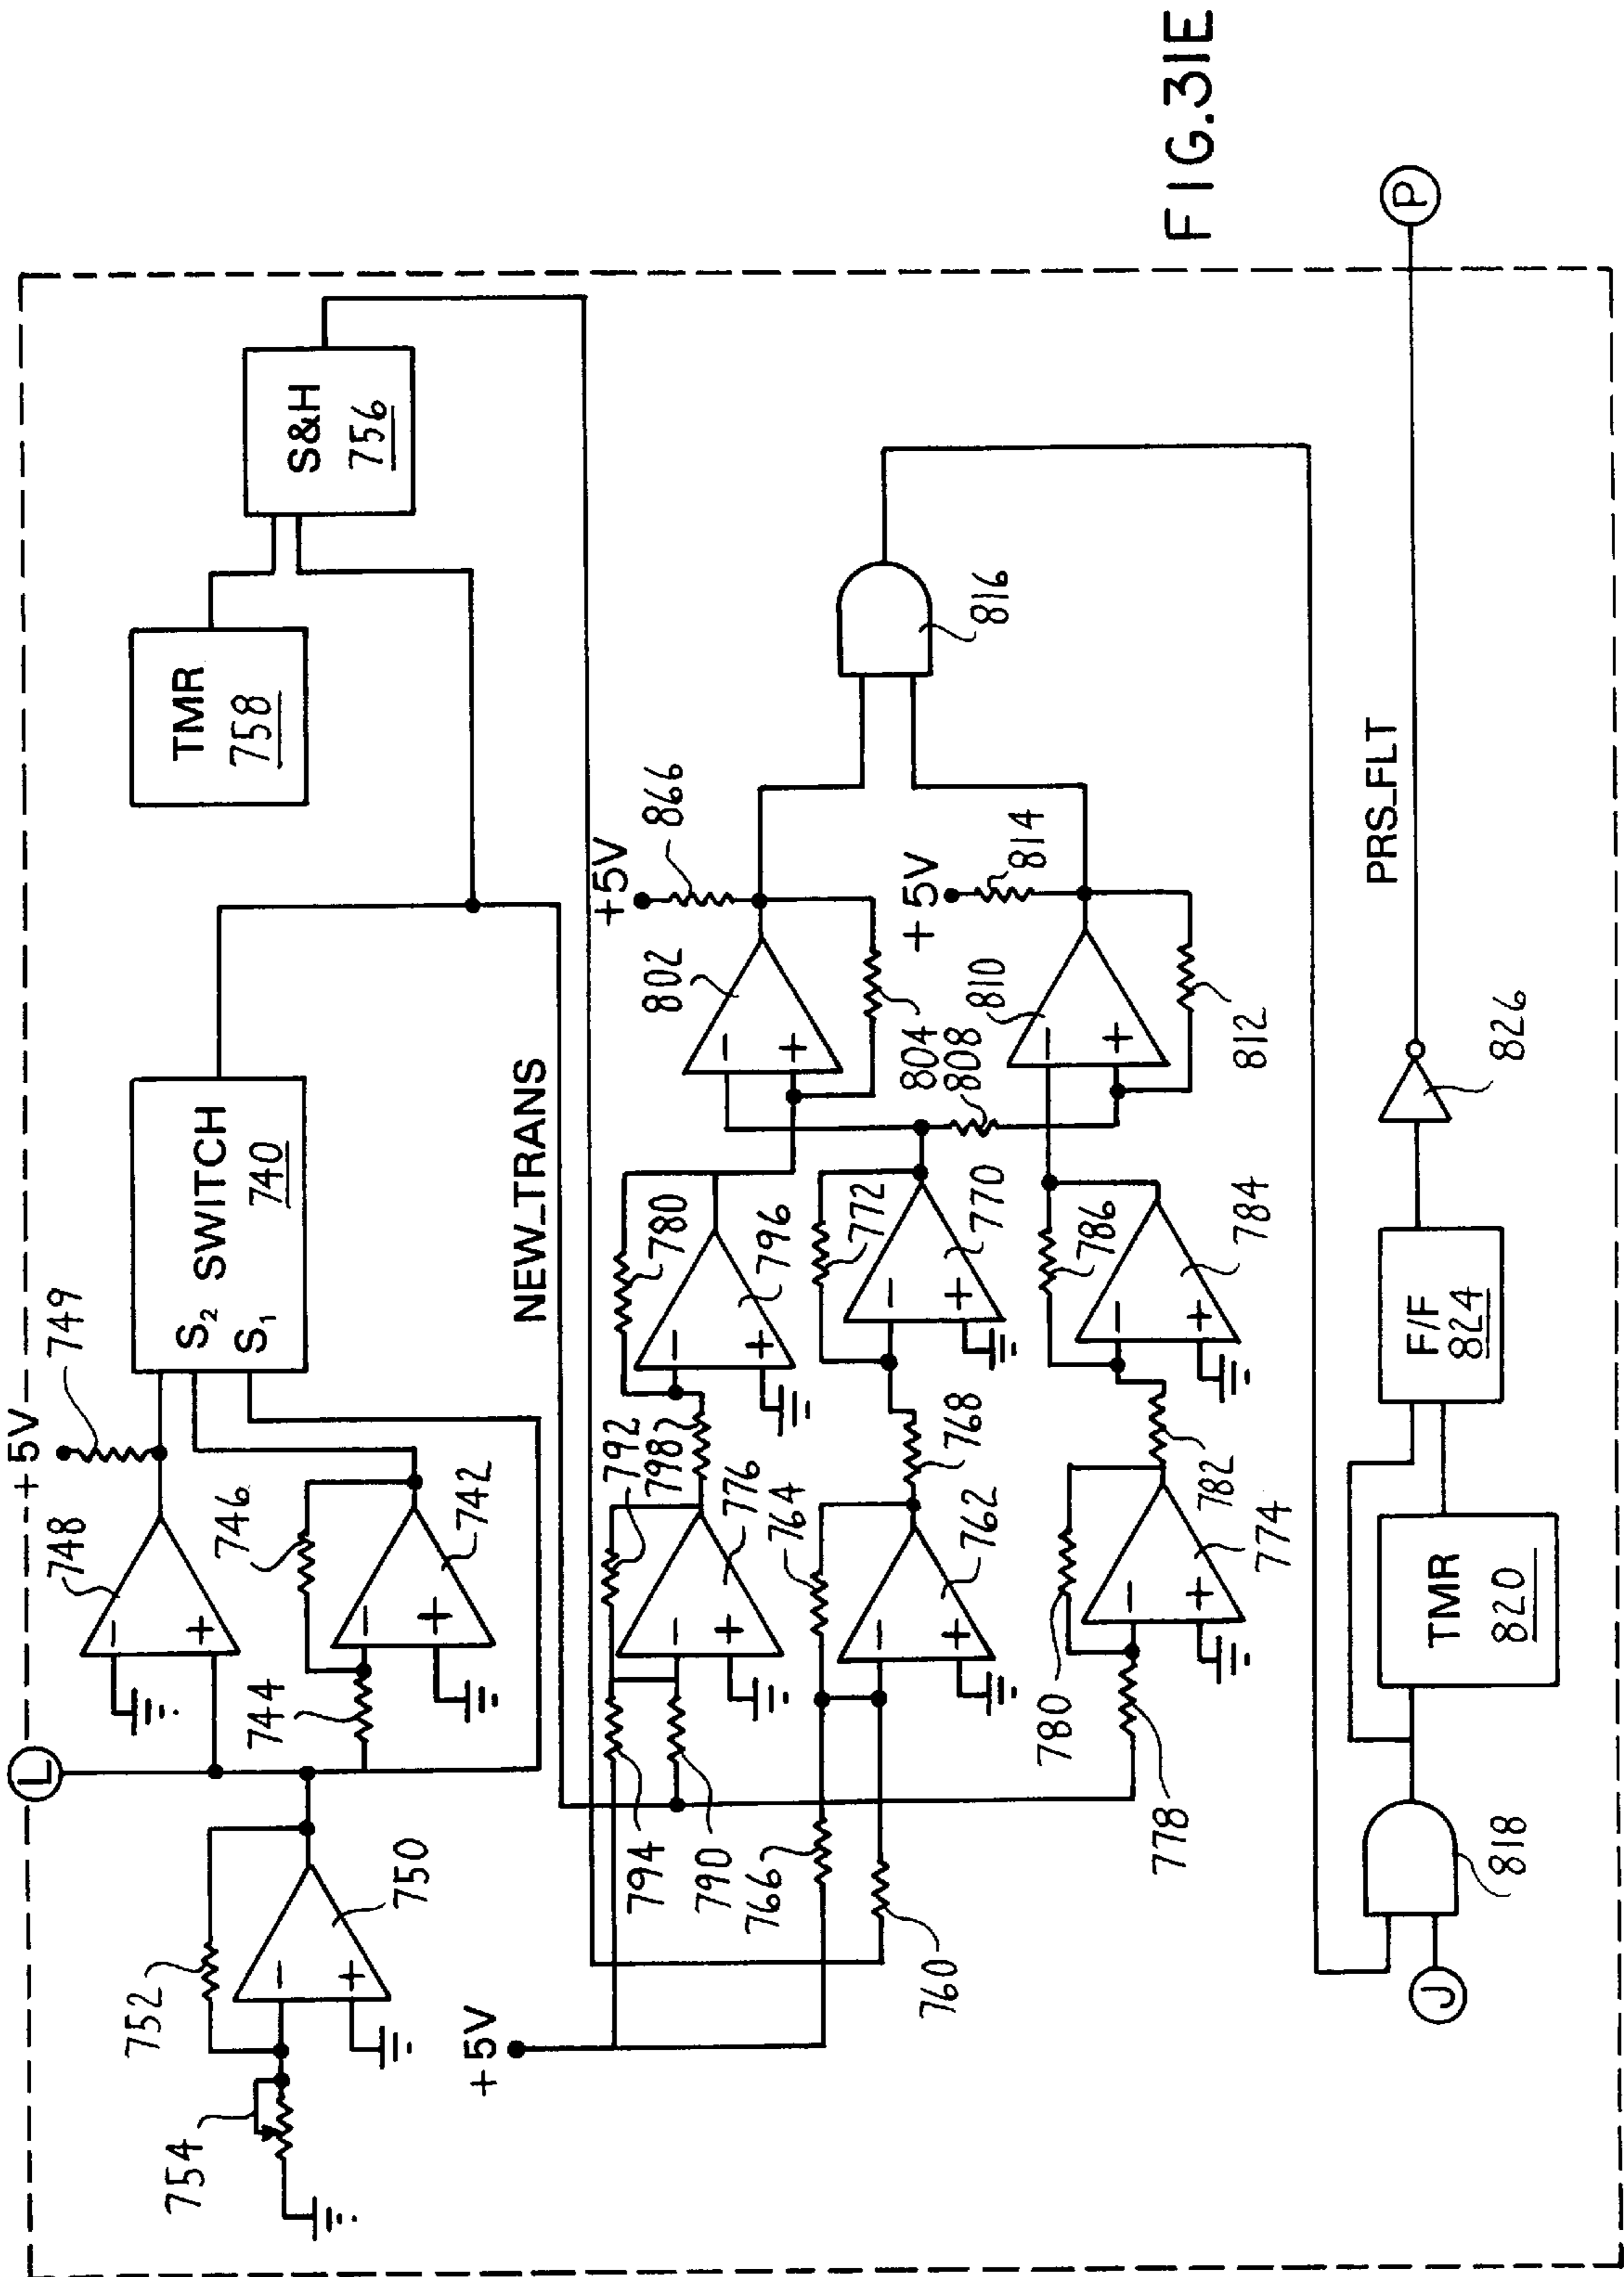 L
+5V
749
748
746
744
742
S₂ SWITCH
S₁
740
TMR
758
S&H
756
752
754
750
NEW_TRANS
+5V
794
790
766
760
792
798
776
764
762
768
780
796
772
770
780
778
774
782
786
784
+5V
866
802
804
808
+5V
814
810
812
816
J
818
TMR
820
F/F
824
826
PRS_FLT
P
FIG.31E